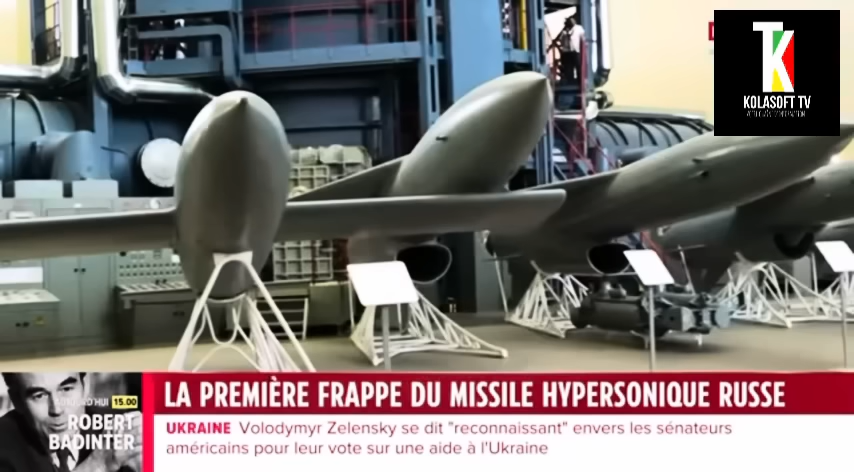 KOLASOFT TV
LA PREMIÈRE FRAPPE DU MISSILE HYPERSONIQUE RUSSE
15.00
ROBERT
BADINTER
UKRAINE Volodymyr Zelensky se dit "reconnaissant" envers les sénateurs
américains pour leur vote sur une aide à l'Ukraine